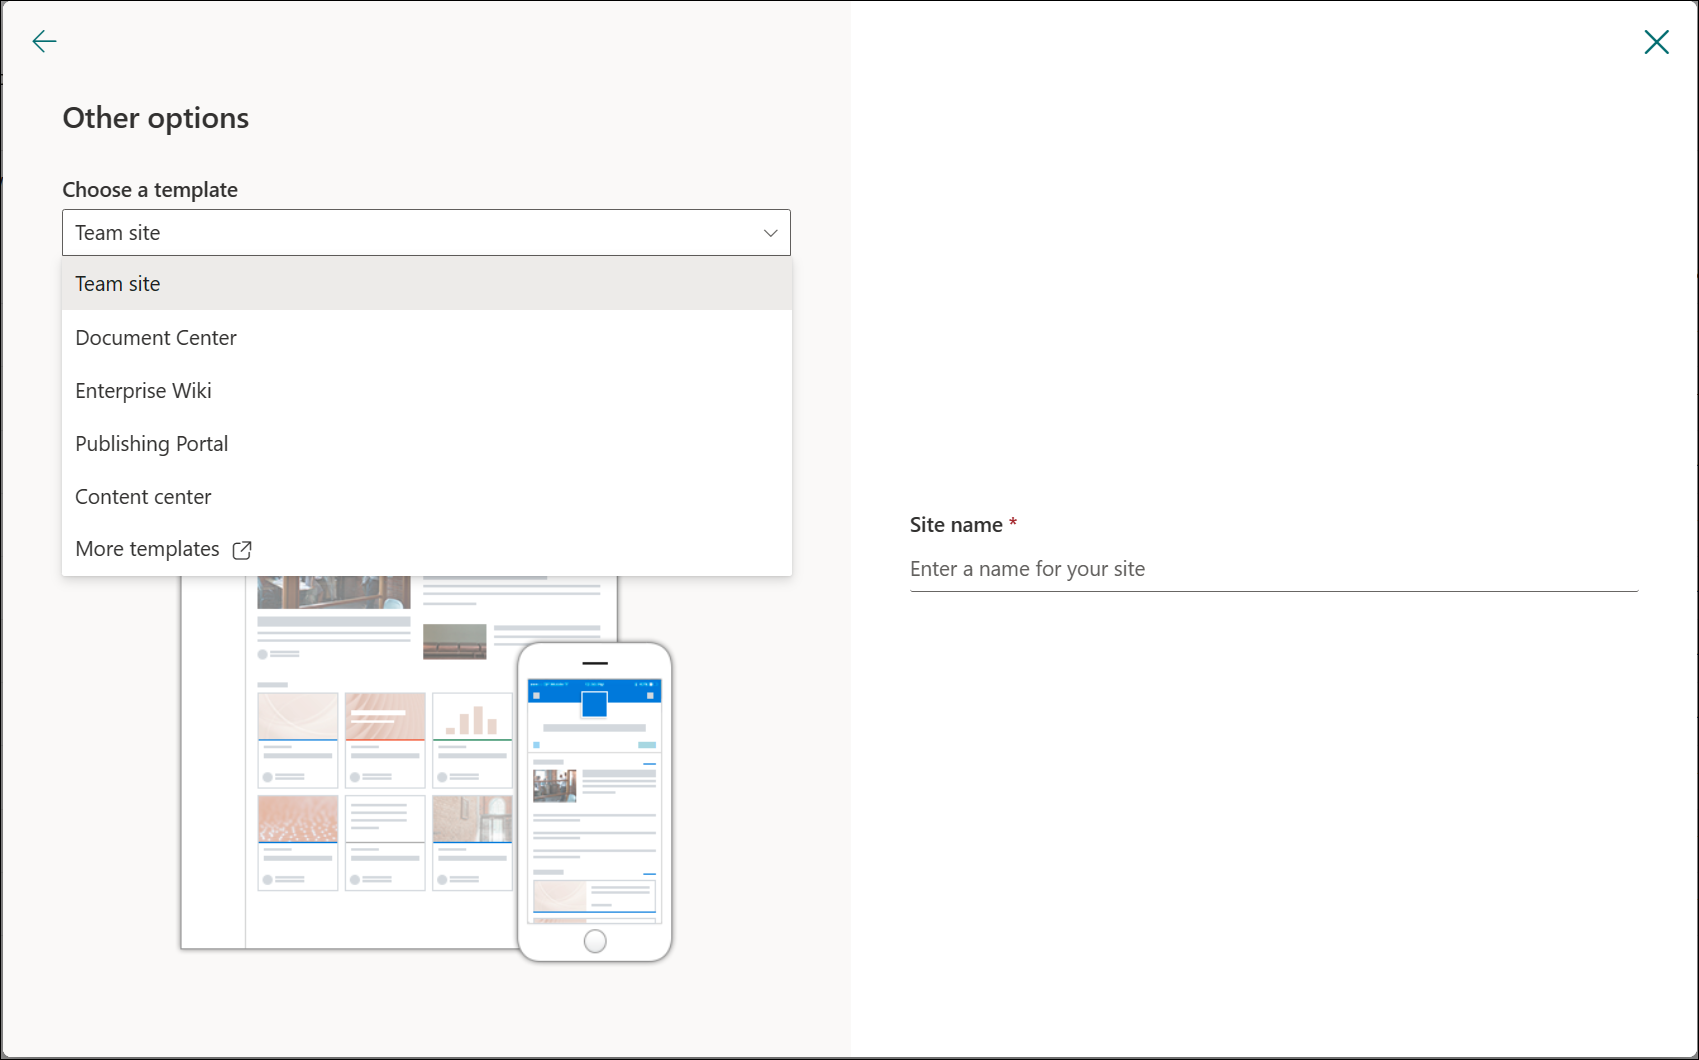 Other options
Choose a template
Team site
Team site
Document Center
Enterprise Wiki
Publishing Portal
Content center
More templates
Site name *
Enter a name for your site